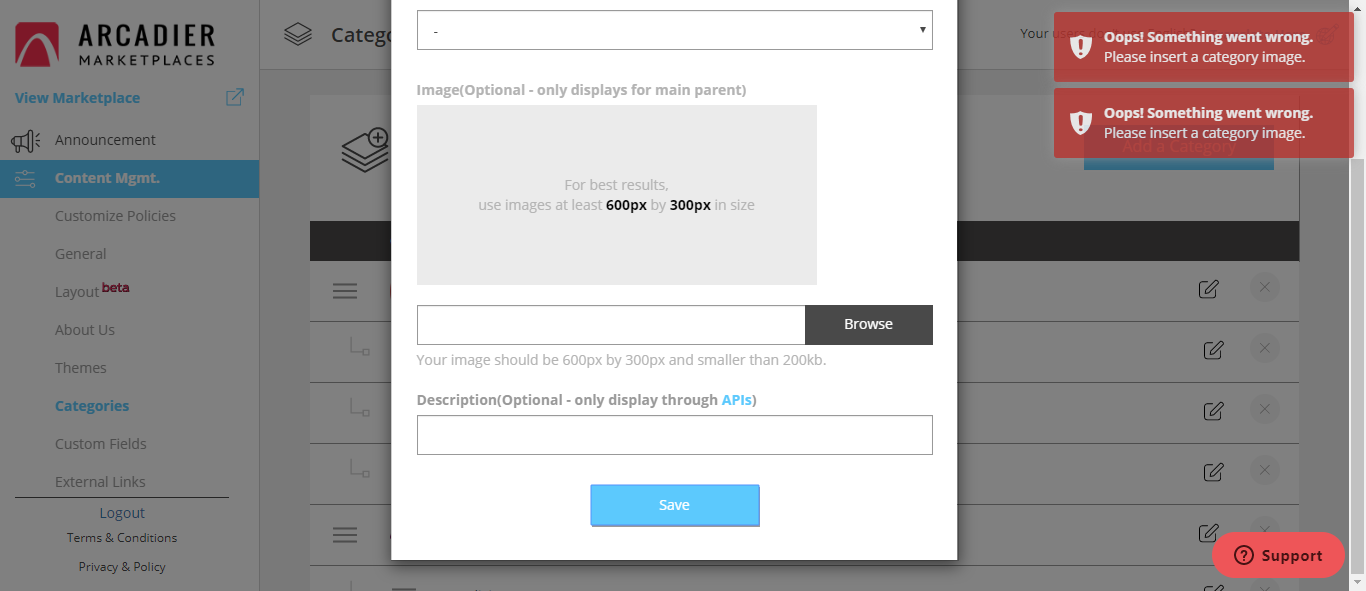 ARCADIER
MARKETPLACES
View Marketplace
Announcement
Content Mgmt.
Customize Policies
General
Layout beta
About Us
Themes
Categories
Custom Fields
External Links
Logout
Terms & Conditions
Privacy & Policy
Catego
-
Image(Optional - only displays for main parent)
For best results,
use images at least 600px by 300px in size
Browse
Your image should be 600px by 300px and smaller than 200kb.
Description(Optional - only display through APIs)
Save
Your users do
Oops! Something went wrong.
Please insert a category image.
Oops! Something went wrong.
Please insert a category image.
Add a Category
Support